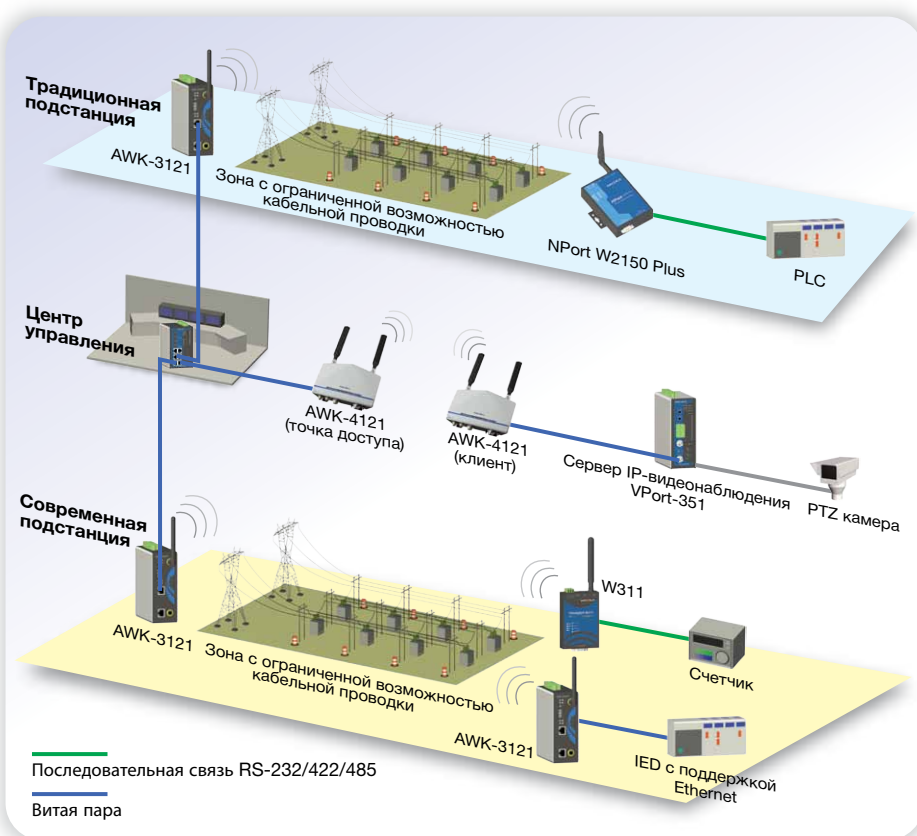 Традиционная
подстанция
AWK-3121
Зона с ограниченной возможностью
кабельной проводки
NPort W2150 Plus
PLC
Центр
управления
AWK-4121
(точка доступа)
AWK-4121
(клиент)
Сервер IP-видеонаблюдения
VPort-351
PTZ камера
Современная
подстанция
AWK-3121
Зона с ограниченной возможностью
кабельной проводки
W311
Счетчик
AWK-3121
IED с поддержкой
Ethernet
Последовательная связь RS-232/422/485
Витая пара